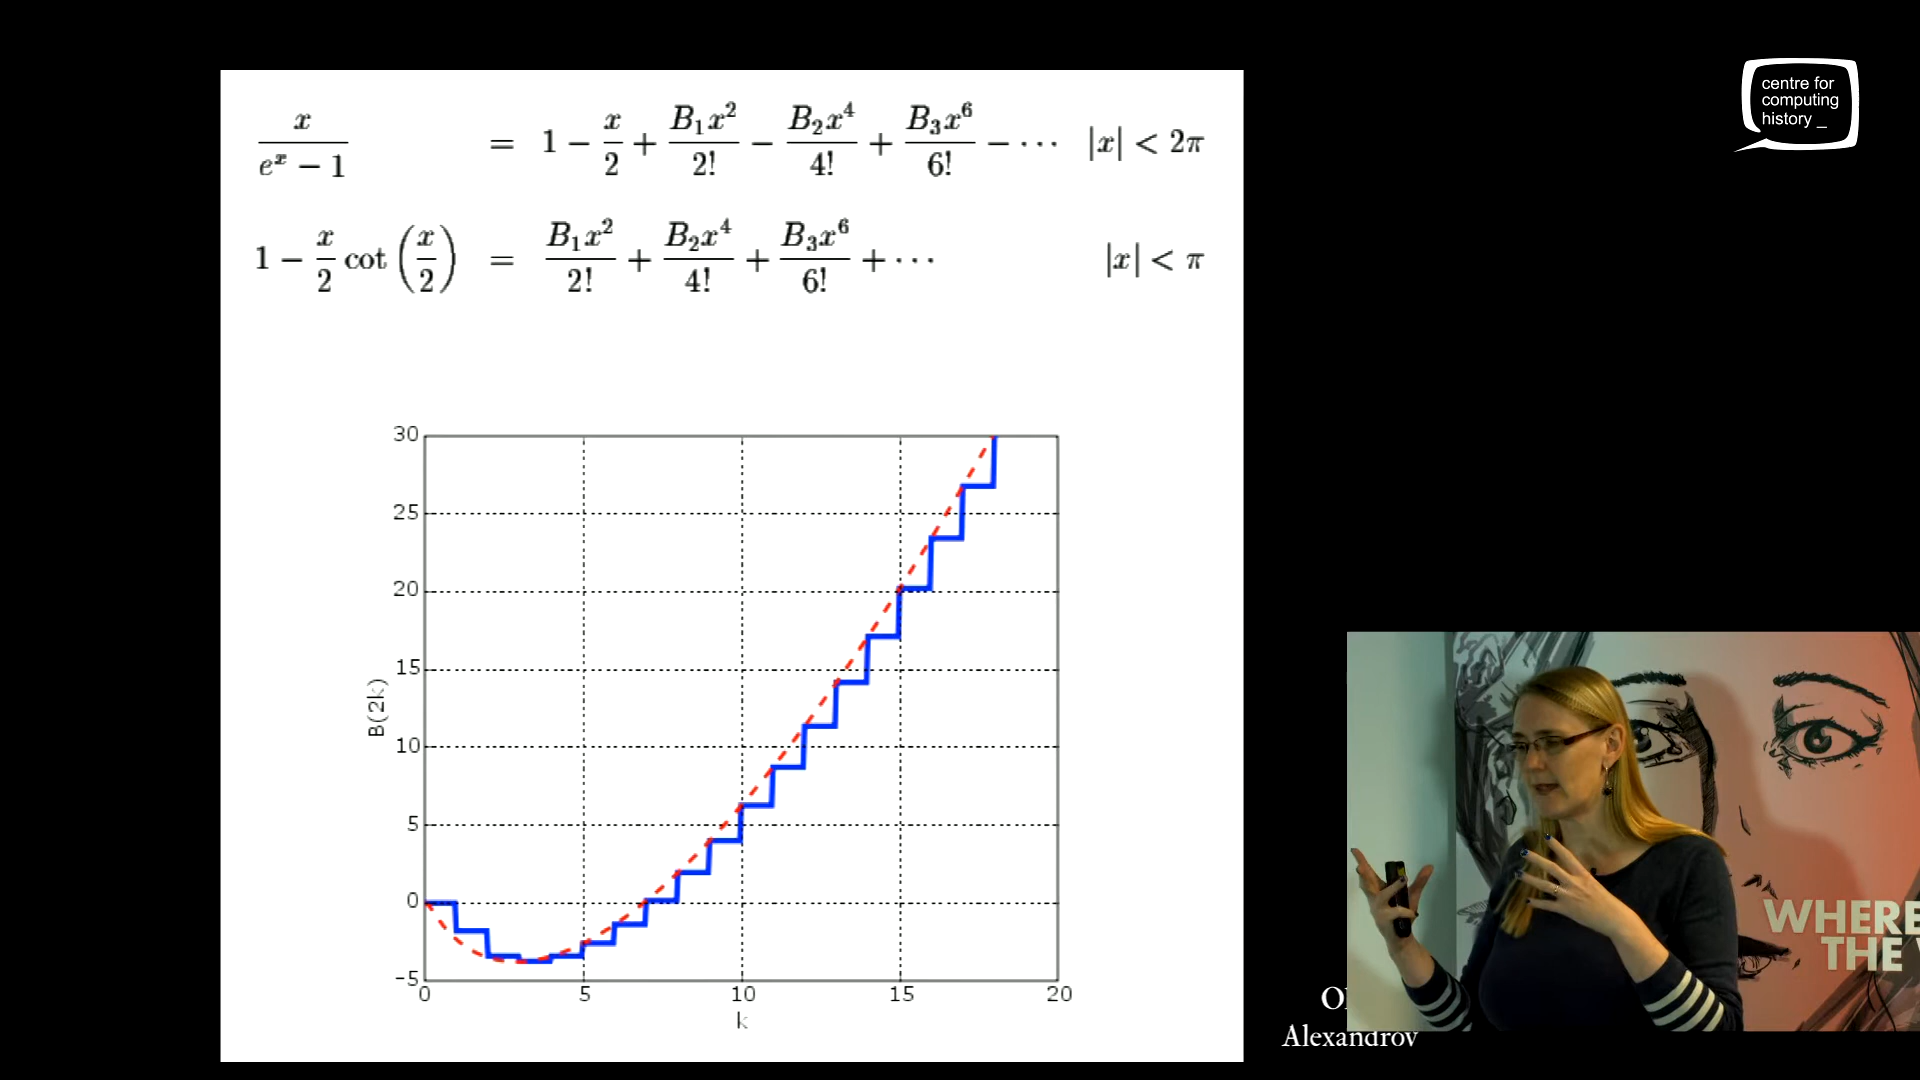 centre for
computing
history _
x / (e^x − 1) = 1 − x/2 + B₁x²/2! − B₂x⁴/4! + B₃x⁶/6! − ··· |x| < 2π
1 − x/2 cot (x/2) = B₁x²/2! + B₂x⁴/4! + B₃x⁶/6! + ··· |x| < π
30
25
20
15
10
5
0
−5
B(2k)
0 5 10 15 20
k
WHERE
THE
Alexandrov